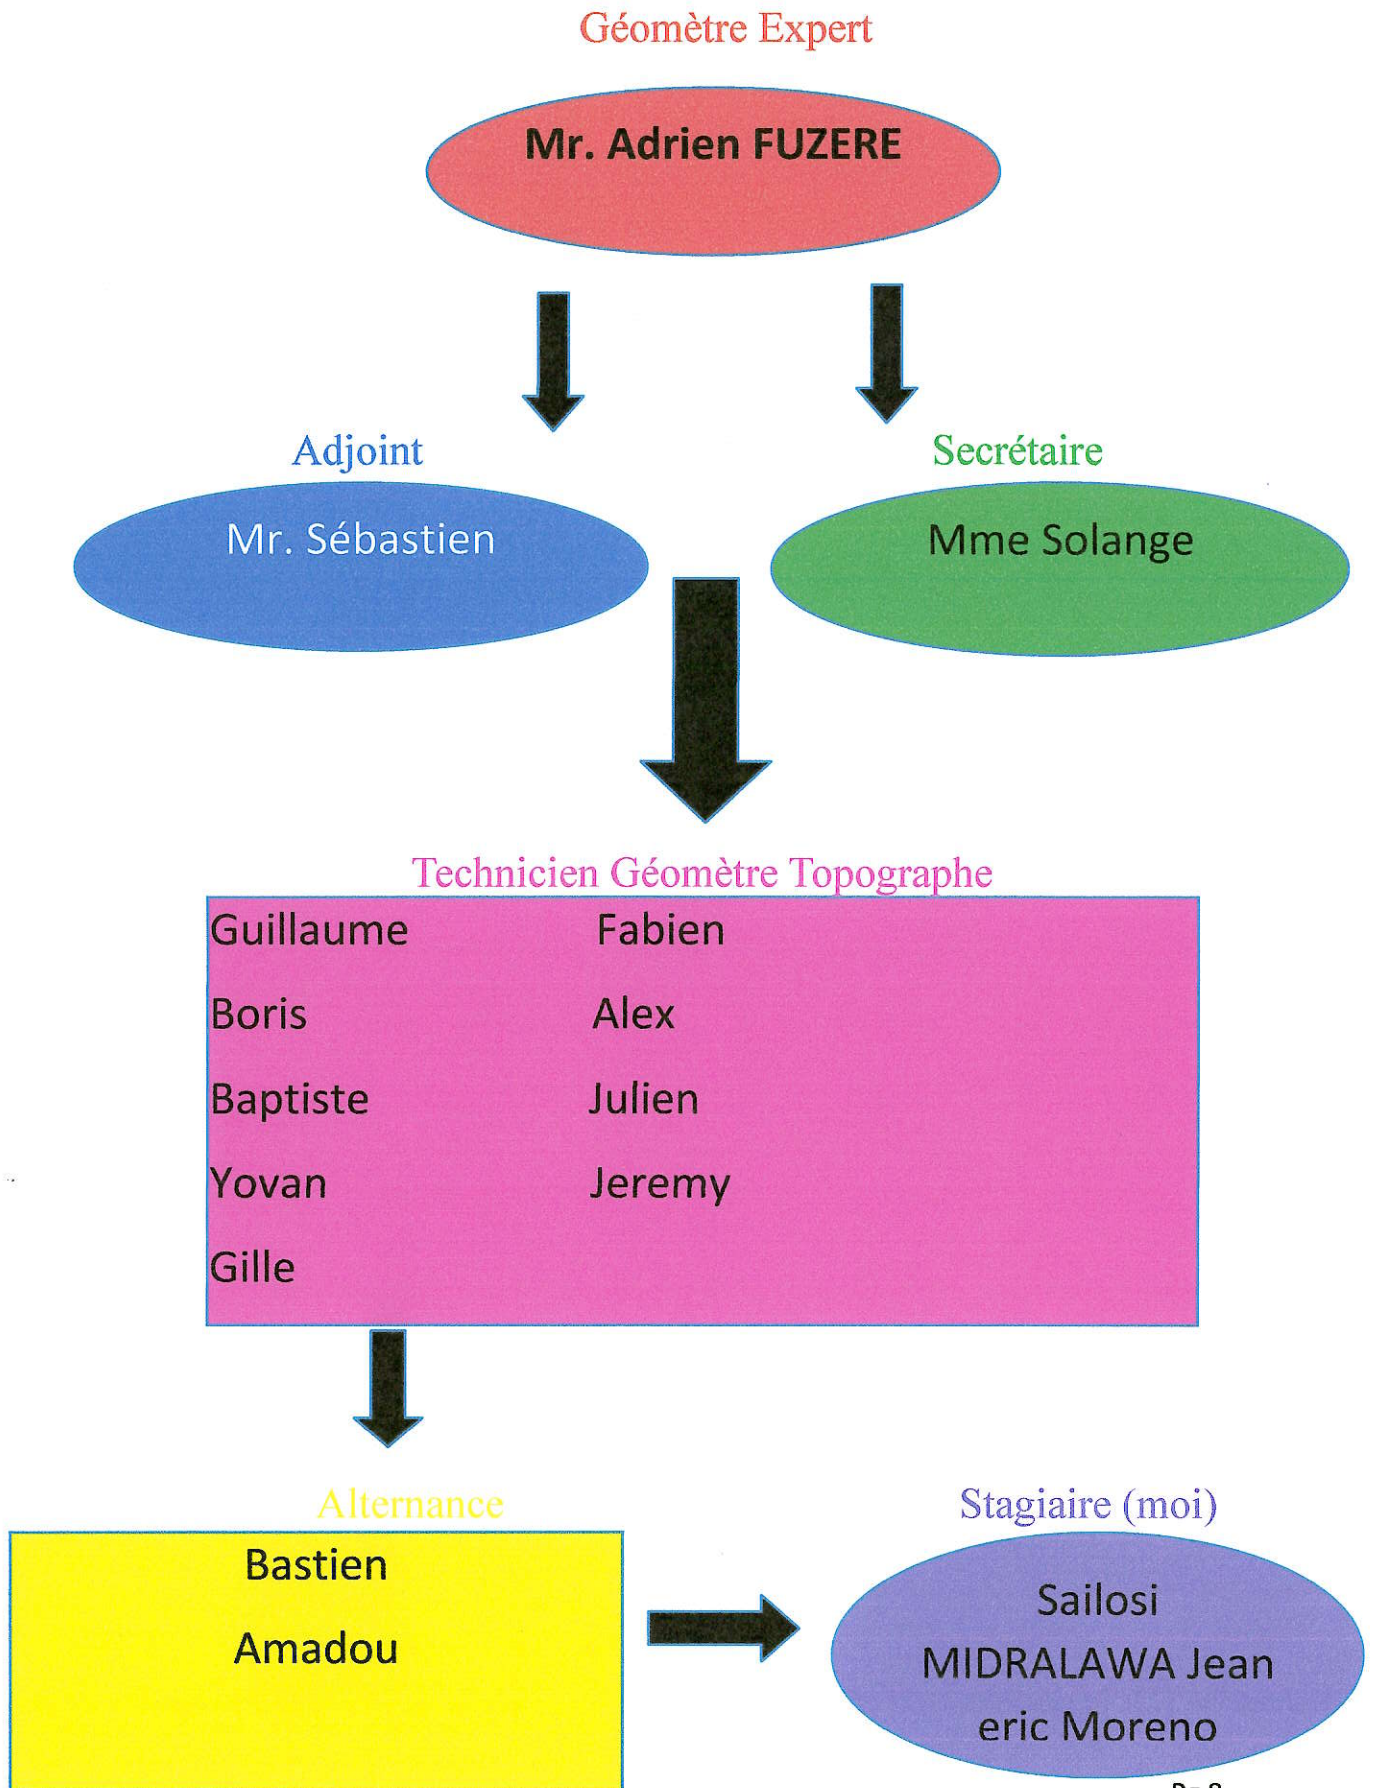 Géomètre Expert
Mr. Adrien FUZERE
Adjoint
Secrétaire
Mr. Sébastien
Mme Solange
Technicien Géomètre Topographe
Guillaume Fabien
Boris Alex
Baptiste Julien
Yovan Jeremy
Gille
Alternance
Stagiaire (moi)
Bastien
Amadou
Sailosi
MIDRALAWA Jean
eric Moreno